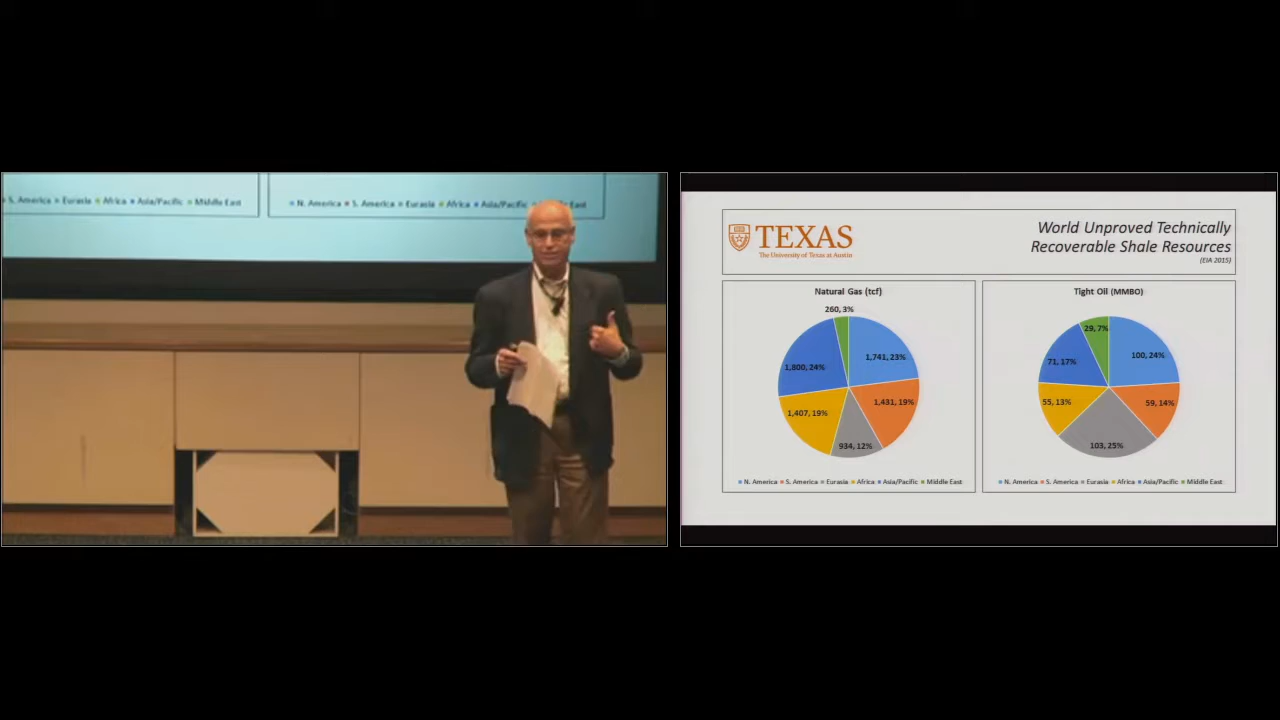 S. America Eurasia Africa Asia/Pacific Middle East
N. America S. America Eurasia Africa Asia/Pacific East
TEXAS
The University of Texas at Austin
World Unproved Technically
Recoverable Shale Resources
(EIA 2015)
Natural Gas (tcf)
260, 3%
1,741, 23%
1,800, 24%
1,431, 19%
1,407, 19%
934, 12%
N. America S. America Eurasia Africa Asia/Pacific Middle East
Tight Oil (MMBO)
29, 7%
100, 24%
71, 17%
55, 13%
59, 14%
103, 25%
N. America S. America Eurasia Africa Asia/Pacific Middle East